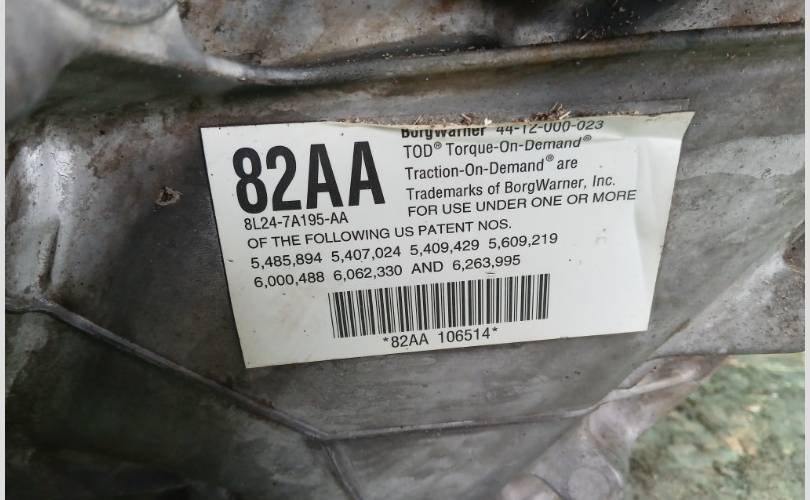 BorgWarner 44-12-000-023
82AA
TOD® Torque-On-Demand®
Traction-On-Demand® are
Trademarks of BorgWarner, Inc.
8L24-7A195-AA
FOR USE UNDER ONE OR MORE
OF THE FOLLOWING US PATENT NOS.
5,485,894 5,407,024 5,409,429 5,609,219
6,000,488 6,062,330 AND 6,263,995
*82AA 106514*